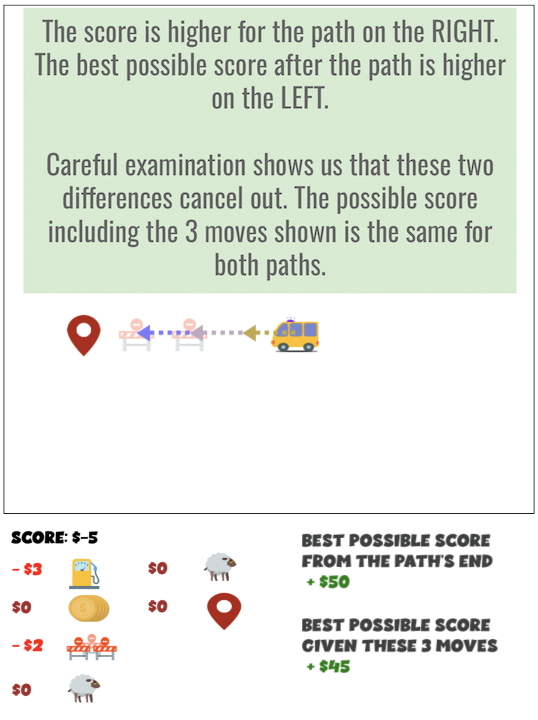 The score is higher for the path on the RIGHT.
The best possible score after the path is higher
on the LEFT.
Careful examination shows us that these two
differences cancel out. The possible score
including the 3 moves shown is the same for
both paths.
SCORE: $-5
- $3
$0
- $2
$0
$0
$0
BEST POSSIBLE SCORE
FROM THE PATH'S END
+ $50
BEST POSSIBLE SCORE
GIVEN THESE 3 MOVES
+ $45